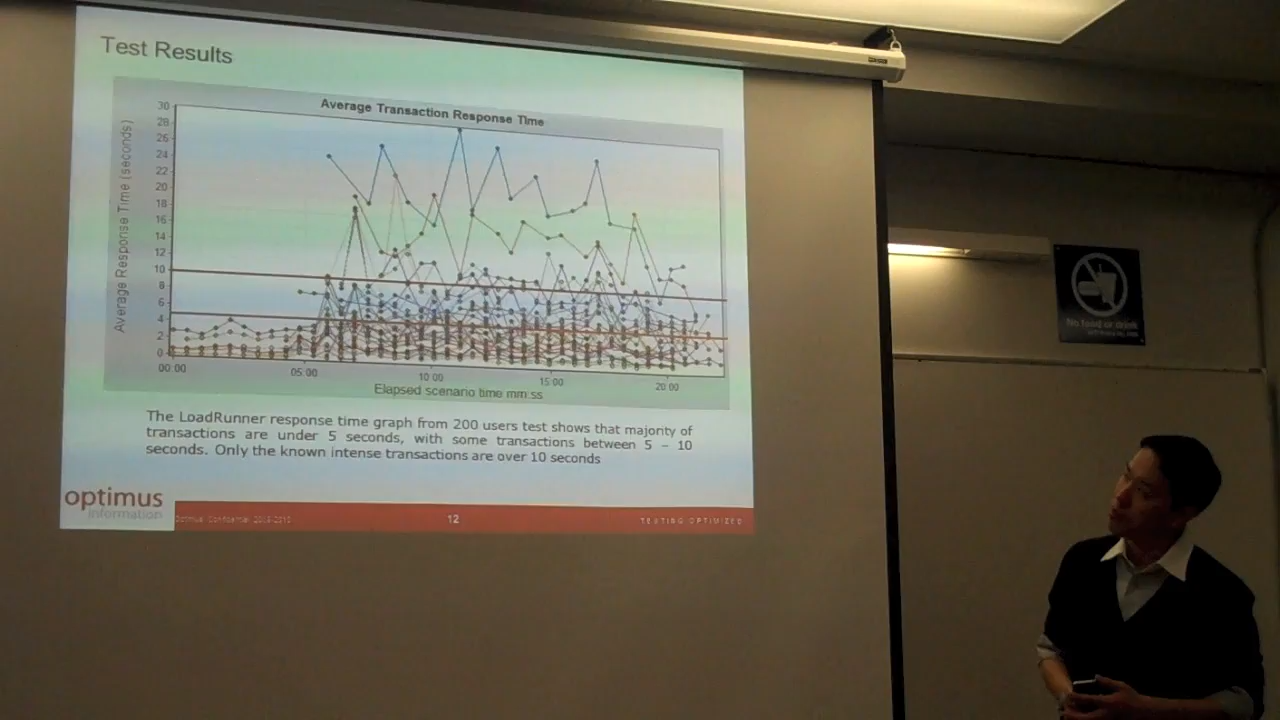 Test Results
Average Transaction Response Time
Average Response Time (seconds)
30
28
26
24
22
20
18
16
14
12
10
8
6
4
2
0
00:00
05:00
10:00
15:00
20:00
Elapsed scenario time mm:ss
The LoadRunner response time graph from 200 users test shows that majority of
transactions are under 5 seconds, with some transactions between 5 – 10
seconds. Only the known intense transactions are over 10 seconds
optimus
information
Optimus Confidential
12
TESTING OPTIMIZED
No food or drink